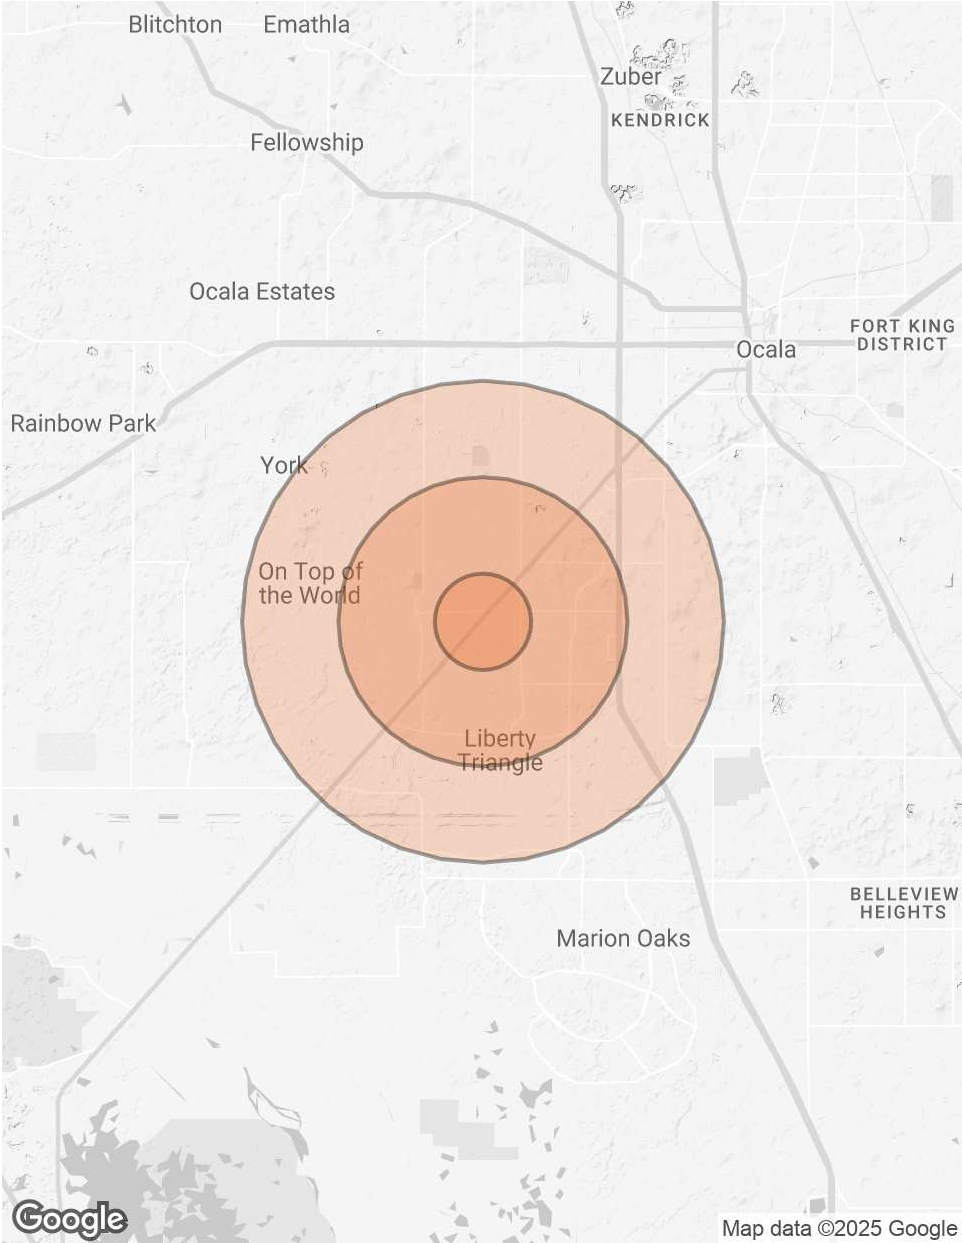 Blitchton
Emathla
Zuber
KENDRICK
Fellowship
Ocala Estates
FORT KING
DISTRICT
Ocala
Rainbow Park
York
On Top of
the World
Liberty
Triangle
BELLEVIEW
HEIGHTS
Marion Oaks
Google
Map data ©2025 Google